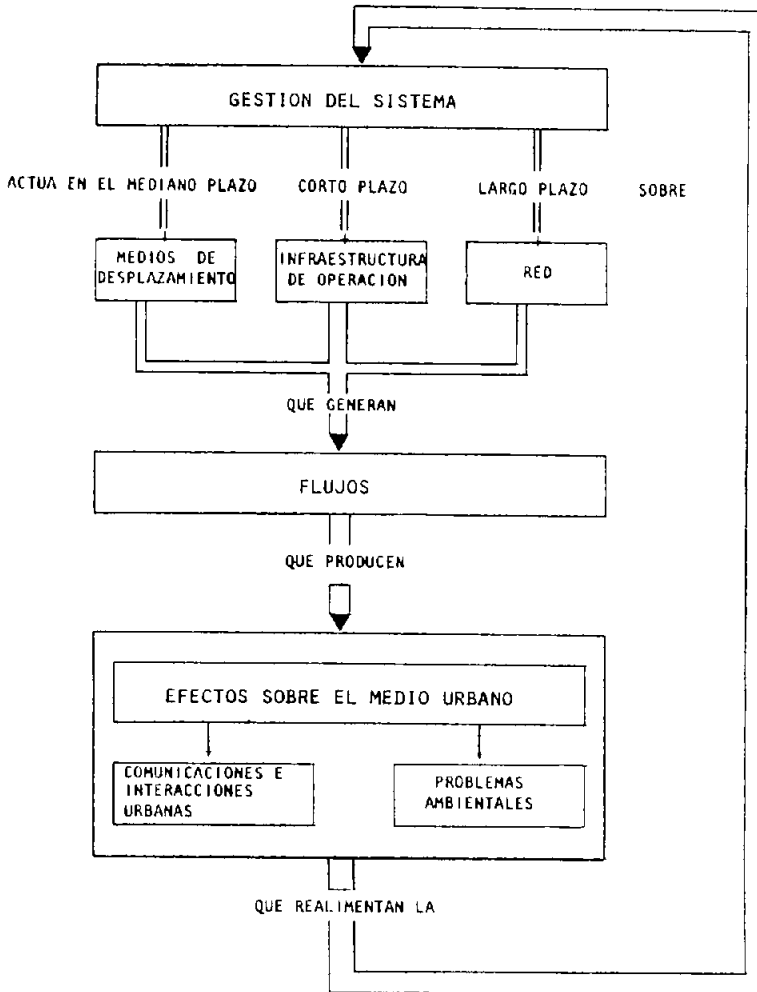 GESTION DEL SISTEMA
ACTUA EN EL MEDIANO PLAZO CORTO PLAZO LARGO PLAZO SOBRE
MEDIOS DE
DESPLAZAMIENTO
INFRAESTRUCTURA
DE OPERACION
RED
QUE GENERAN
FLUJOS
QUE PRODUCEN
EFECTOS SOBRE EL MEDIO URBANO
COMUNICACIONES E
INTERACCIONES
URBANAS
PROBLEMAS
AMBIENTALES
QUE REALIMENTAN LA